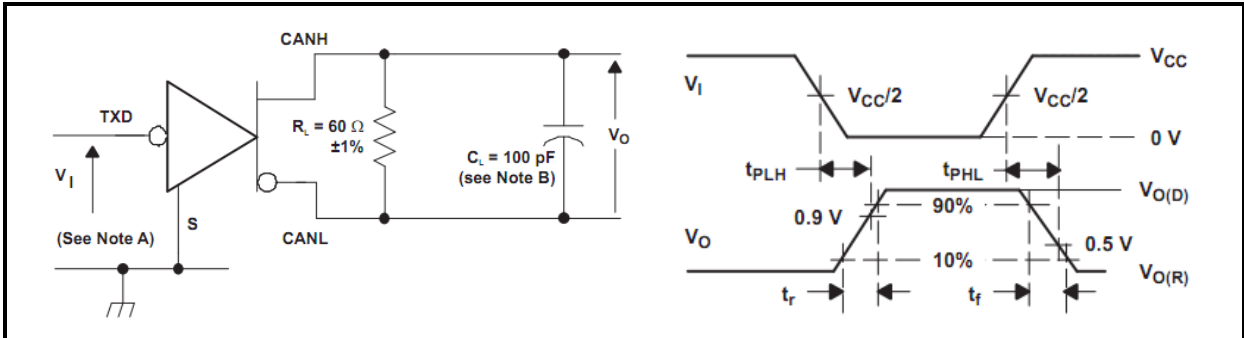 CANH
TXD
R_L = 60 Ω
±1%
C_L = 100 pF
(see Note B)
V_O
V_I
(See Note A)
S
CANL
V_I
V_CC
V_CC/2
V_CC/2
0 V
t_PLH
t_PHL
V_O(D)
90%
0.9 V
V_O
0.5 V
10%
V_O(R)
t_r
t_f